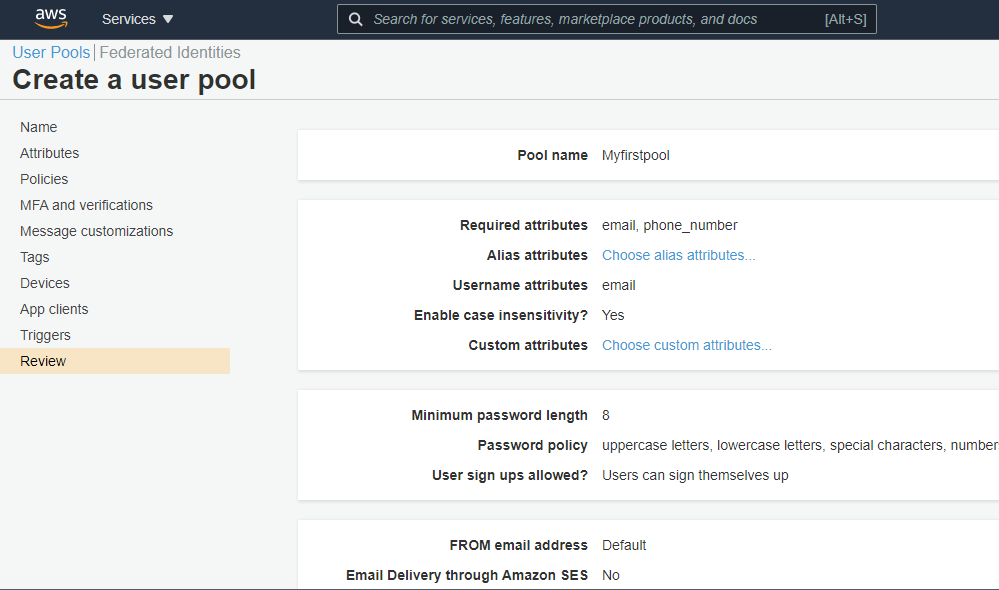 aws Services Search for services, features, marketplace products, and docs [Alt+S]
User Pools | Federated Identities
Create a user pool
Name
Attributes
Policies
MFA and verifications
Message customizations
Tags
Devices
App clients
Triggers
Review
Pool name Myfirstpool
Required attributes email, phone_number
Alias attributes Choose alias attributes...
Username attributes email
Enable case insensitivity? Yes
Custom attributes Choose custom attributes...
Minimum password length 8
Password policy uppercase letters, lowercase letters, special characters, number
User sign ups allowed? Users can sign themselves up
FROM email address Default
Email Delivery through Amazon SES No